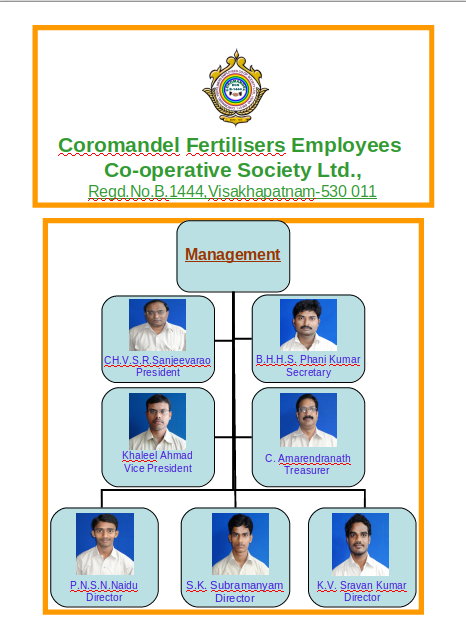 Coromandel Fertilisers Employees
Co-operative Society Ltd.,
Regd.No.B.1444,Visakhapatnam-530 011
Management
CH.V.S.R.Sanjeevarao
President
B.H.H.S. Phani Kumar
Secretary
Khaleel Ahmad
Vice President
C. Amarendranath
Treasurer
P.N.S.N.Naidu
Director
S.K. Subramanyam
Director
K.V. Sravan Kumar
Director